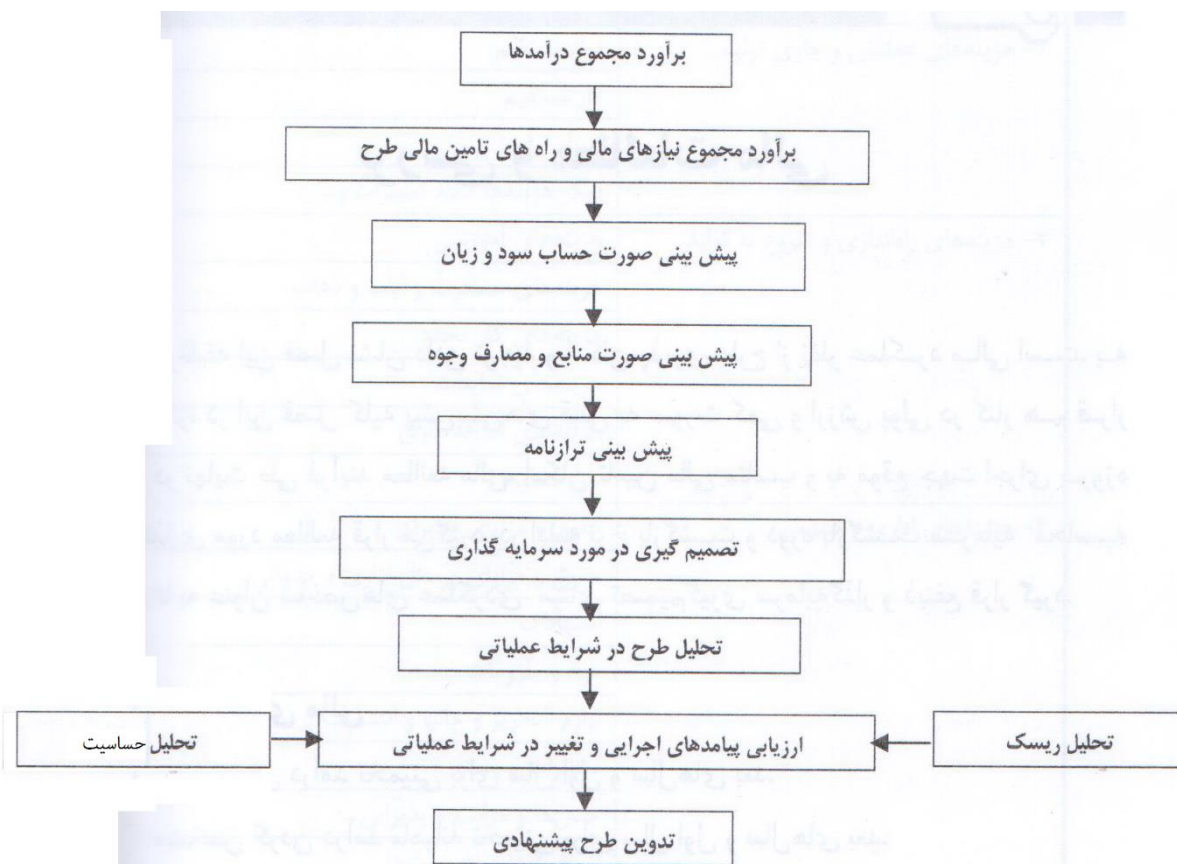 برآورد مجموع درآمدها
برآورد مجموع نیازهای مالی و راه های تامین مالی طرح
پیش بینی صورت حساب سود و زیان
پیش بینی صورت منابع و مصارف وجوه
پیش بینی ترازنامه
تصمیم گیری در مورد سرمایه گذاری
تحلیل طرح در شرایط عملیاتی
تحلیل ریسک
ارزیابی پیامدهای اجرایی و تغییر در شرایط عملیاتی
تحلیل حساسیت
تدوین طرح پیشنهادی